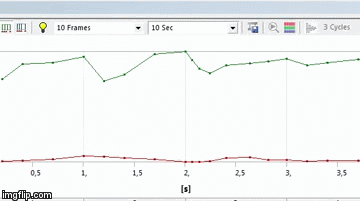 10 Frames 10 Sec 3 Cycles
0,5 1, 1,5 2, 2,5 3, 3,5
[s]
imgflip.com